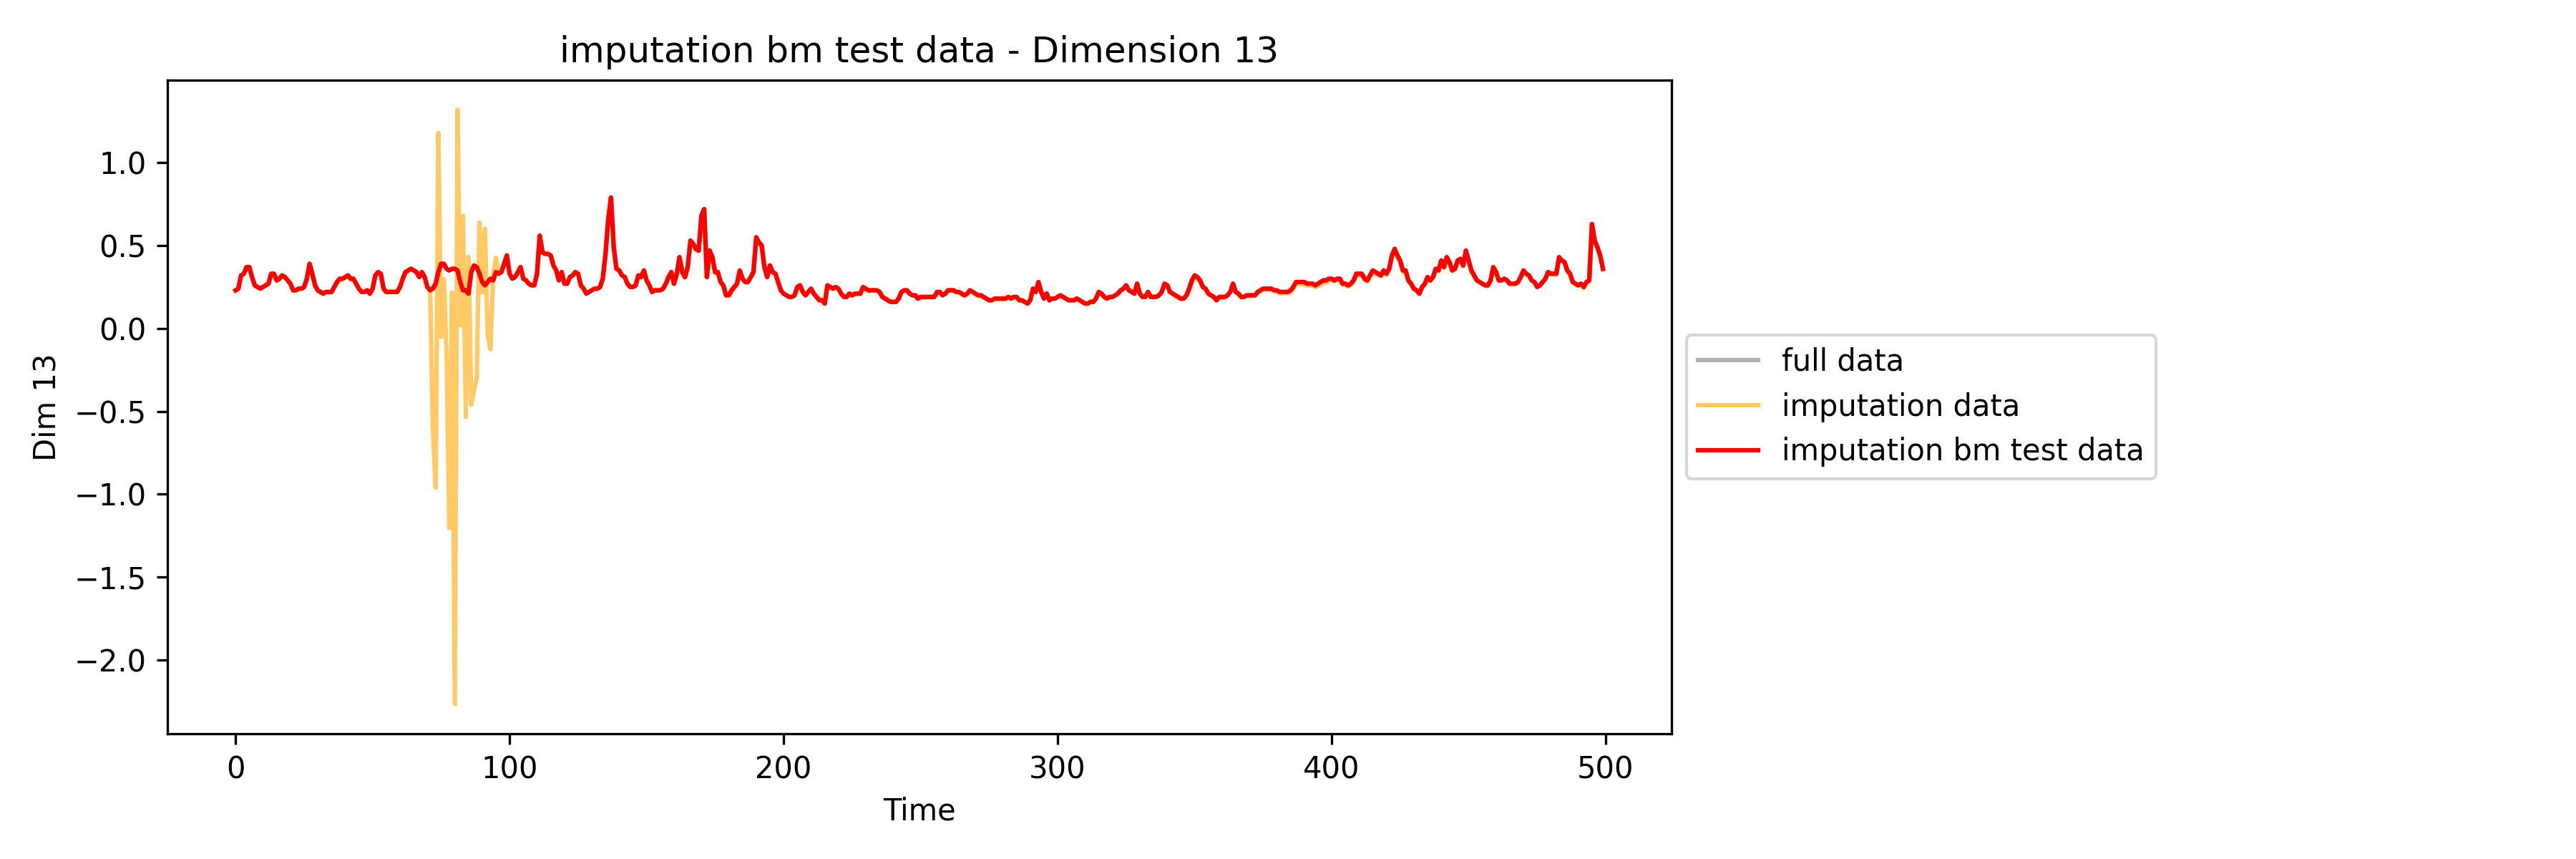 imputation bm test data - Dimension 13
1.0
0.5
0.0
−0.5
−1.0
−1.5
−2.0
Dim 13
0 100 200 300 400 500
Time
full data
imputation data
imputation bm test data